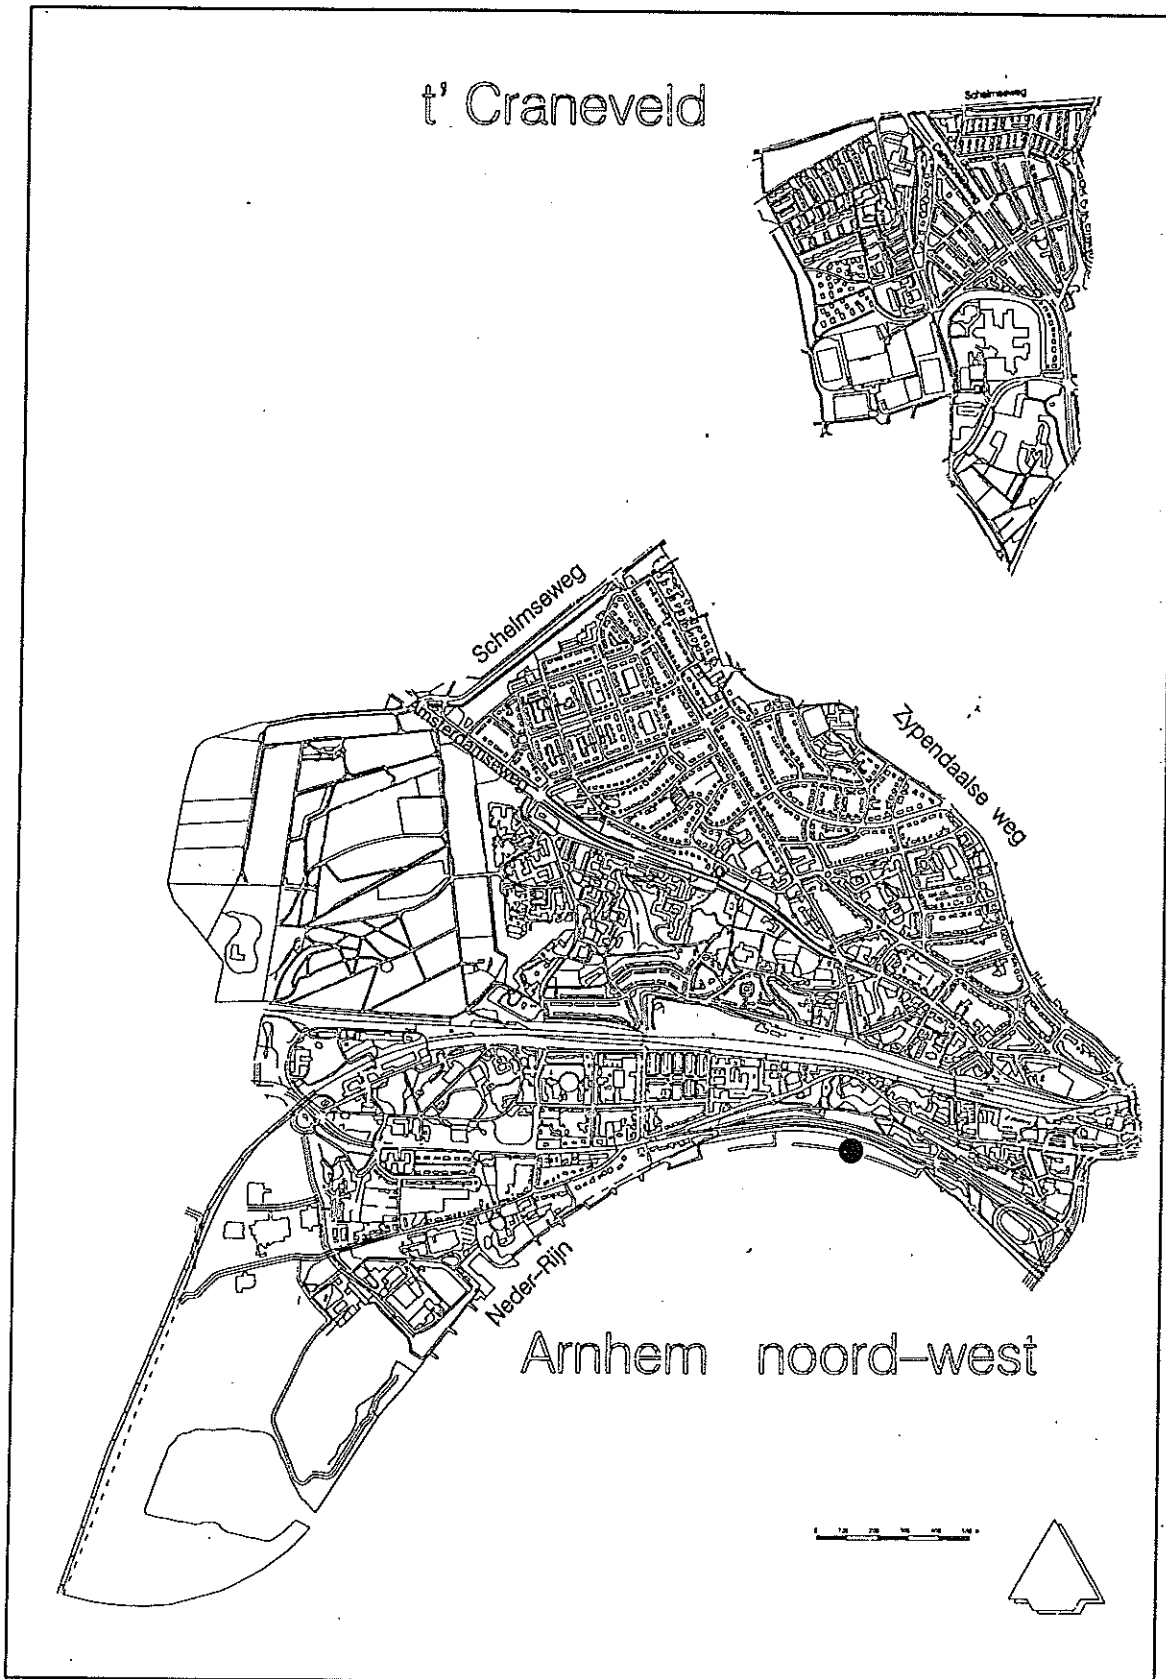 t' Craneveld
Schelmseweg
Schelmseweg
Amsterdamseweg
Zypendaalse weg
Neder-Rijn
Arnhem noord-west